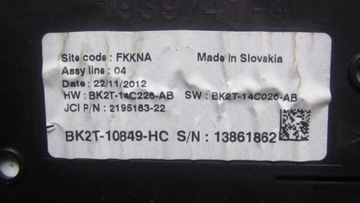 Site code : FKKNA Made in Slovakia
Assy line : 04
Date : 22/11/2012
HW : BK2T-14C226-AB SW : BK2T-14C026-AB
JCI P/N : 2195183-22
BK2T-10849-HC S/N : 13861862